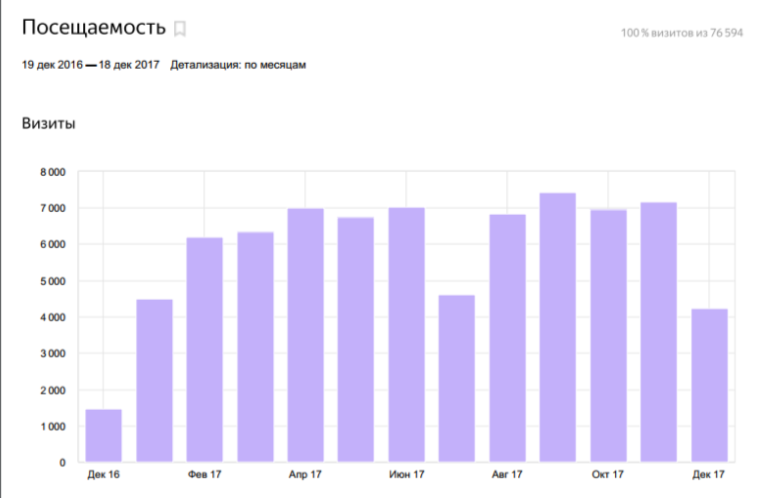 Посещаемость
100 % визитов из 76 594
19 дек 2016 — 18 дек 2017 Детализация: по месяцам
Визиты
8 000
7 000
6 000
5 000
4 000
3 000
2 000
1 000
0
Дек 16 Фев 17 Апр 17 Июн 17 Авг 17 Окт 17 Дек 17